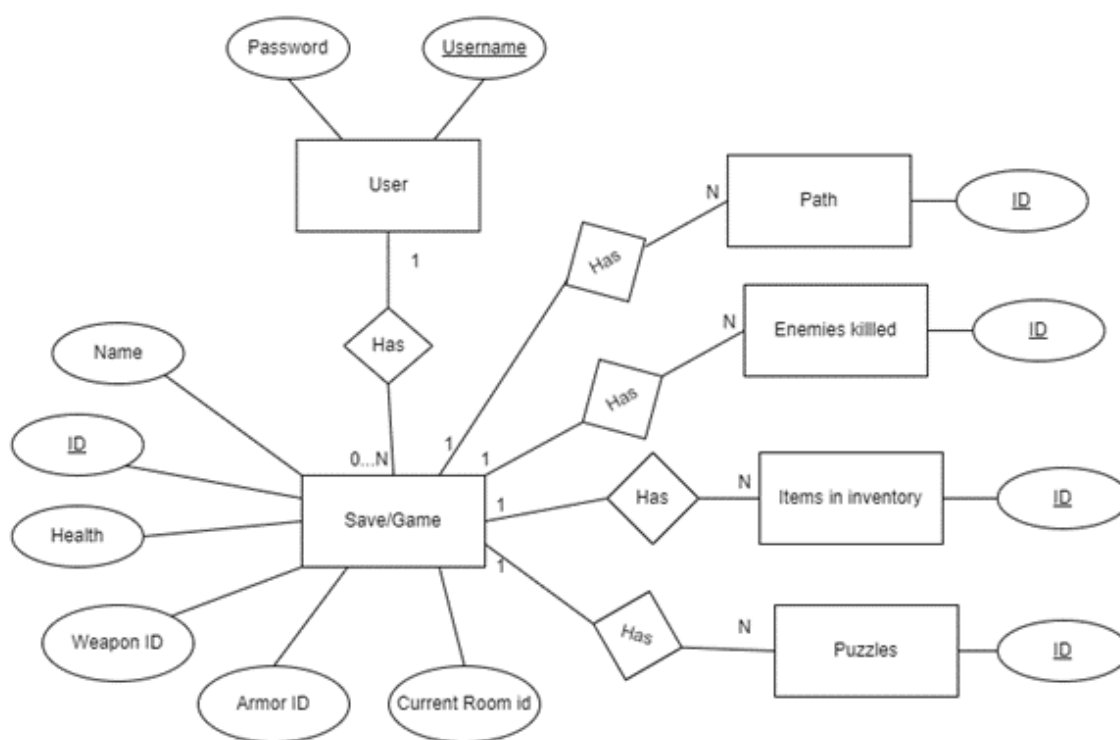 Password
Username
User
1
Has
0...N
Name
ID
Health
Weapon ID
Armor ID
Current Room id
Save/Game
1
Has
N
Path
ID
1
Has
N
Enemies killled
ID
1
Has
N
Items in inventory
ID
1
Has
N
Puzzles
ID